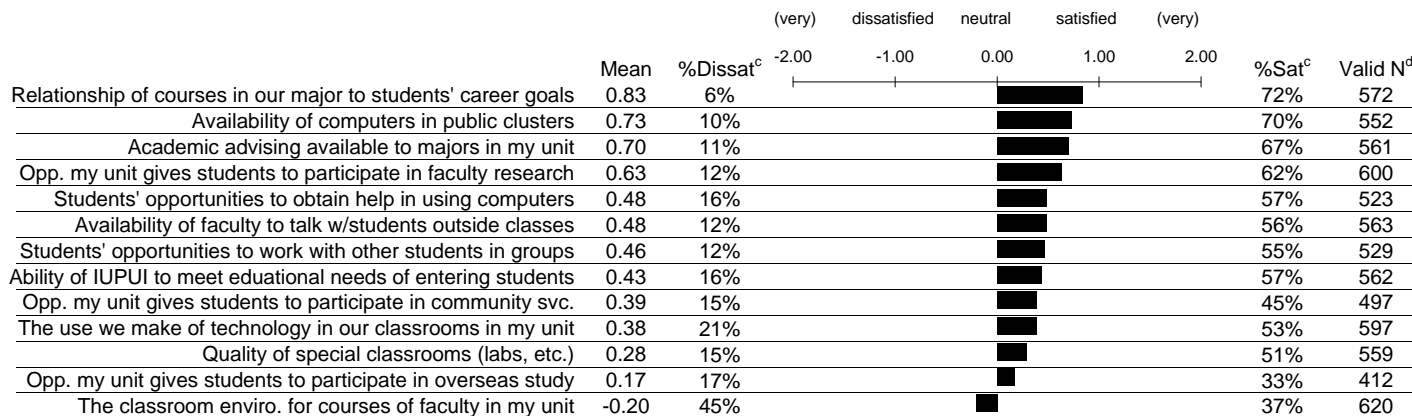 (very) dissatisfied neutral satisfied (very)
Mean %Dissatᶜ -2.00 -1.00 0.00 1.00 2.00 %Satᶜ Valid Nᵈ
Relationship of courses in our major to students' career goals 0.83 6% 72% 572
Availability of computers in public clusters 0.73 10% 70% 552
Academic advising available to majors in my unit 0.70 11% 67% 561
Opp. my unit gives students to participate in faculty research 0.63 12% 62% 600
Students' opportunities to obtain help in using computers 0.48 16% 57% 523
Availability of faculty to talk w/students outside classes 0.48 12% 56% 563
Students' opportunities to work with other students in groups 0.46 12% 55% 529
Ability of IUPUI to meet eduational needs of entering students 0.43 16% 57% 562
Opp. my unit gives students to participate in community svc. 0.39 15% 45% 497
The use we make of technology in our classrooms in my unit 0.38 21% 53% 597
Quality of special classrooms (labs, etc.) 0.28 15% 51% 559
Opp. my unit gives students to participate in overseas study 0.17 17% 33% 412
The classroom enviro. for courses of faculty in my unit -0.20 45% 37% 620